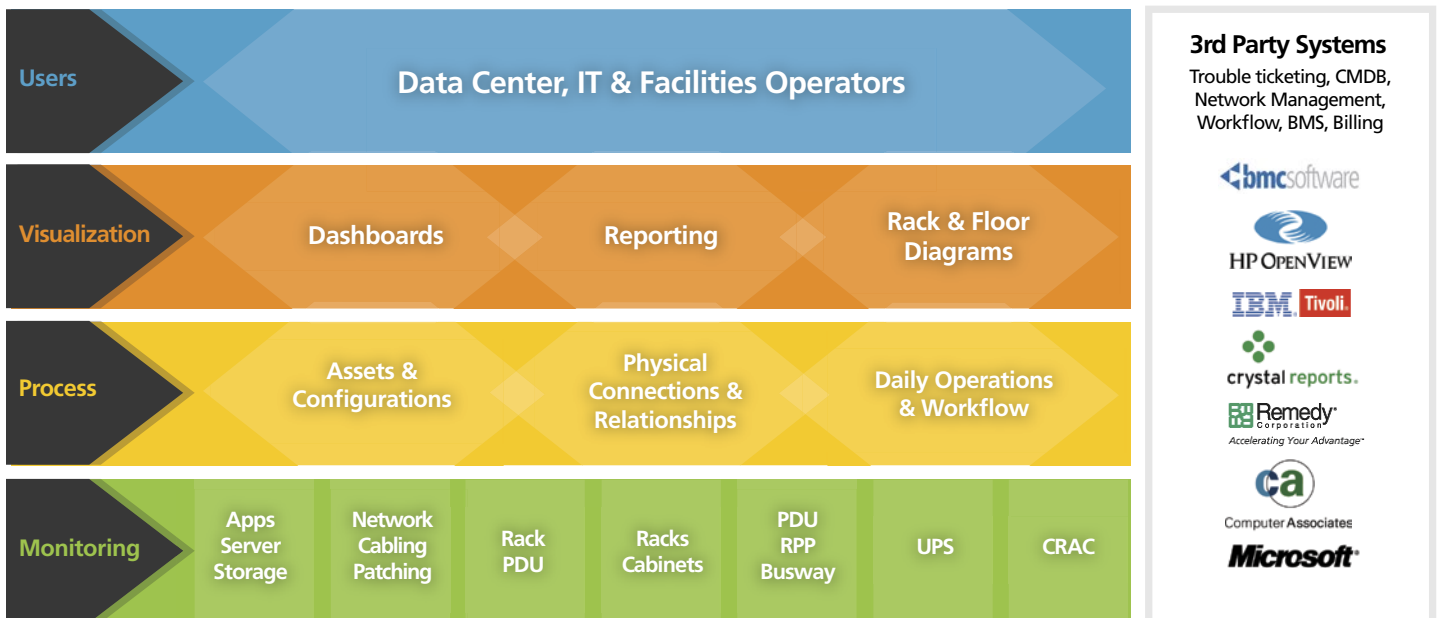 Users
Data Center, IT & Facilities Operators
Visualization
Dashboards
Reporting
Rack & Floor
Diagrams
Process
Assets &
Configurations
Physical
Connections &
Relationships
Daily Operations
& Workflow
Monitoring
Apps
Server
Storage
Network
Cabling
Patching
Rack
PDU
Racks
Cabinets
PDU
RPP
Busway
UPS
CRAC
3rd Party Systems
Trouble ticketing, CMDB,
Network Management,
Workflow, BMS, Billing
bmcsoftware
HP OPENVIEW
IBM. Tivoli.
crystal reports.
Remedy
Corporation
Accelerating Your Advantage™
ca
Computer Associates
Microsoft